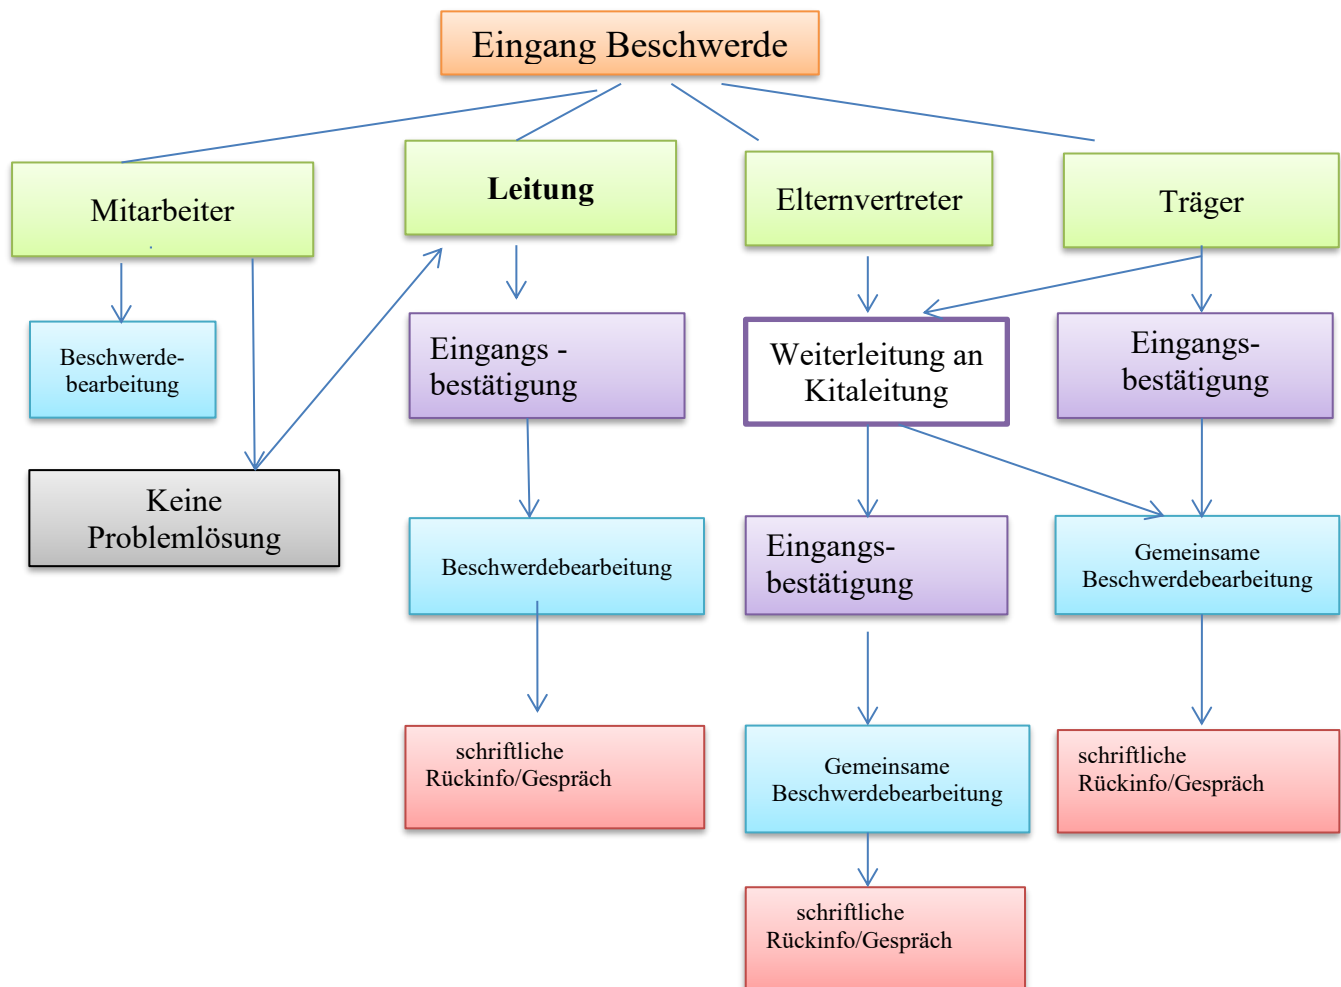 Eingang Beschwerde
Mitarbeiter
.
Leitung
Elternvertreter
Träger
Beschwerde-
bearbeitung
Eingangs -
bestätigung
Weiterleitung an
Kitaleitung
Eingangs-
bestätigung
Keine
Problemlösung
Beschwerdebearbeitung
Eingangs-
bestätigung
Gemeinsame
Beschwerdebearbeitung
schriftliche
Rückinfo/Gespräch
Gemeinsame
Beschwerdebearbeitung
schriftliche
Rückinfo/Gespräch
schriftliche
Rückinfo/Gespräch